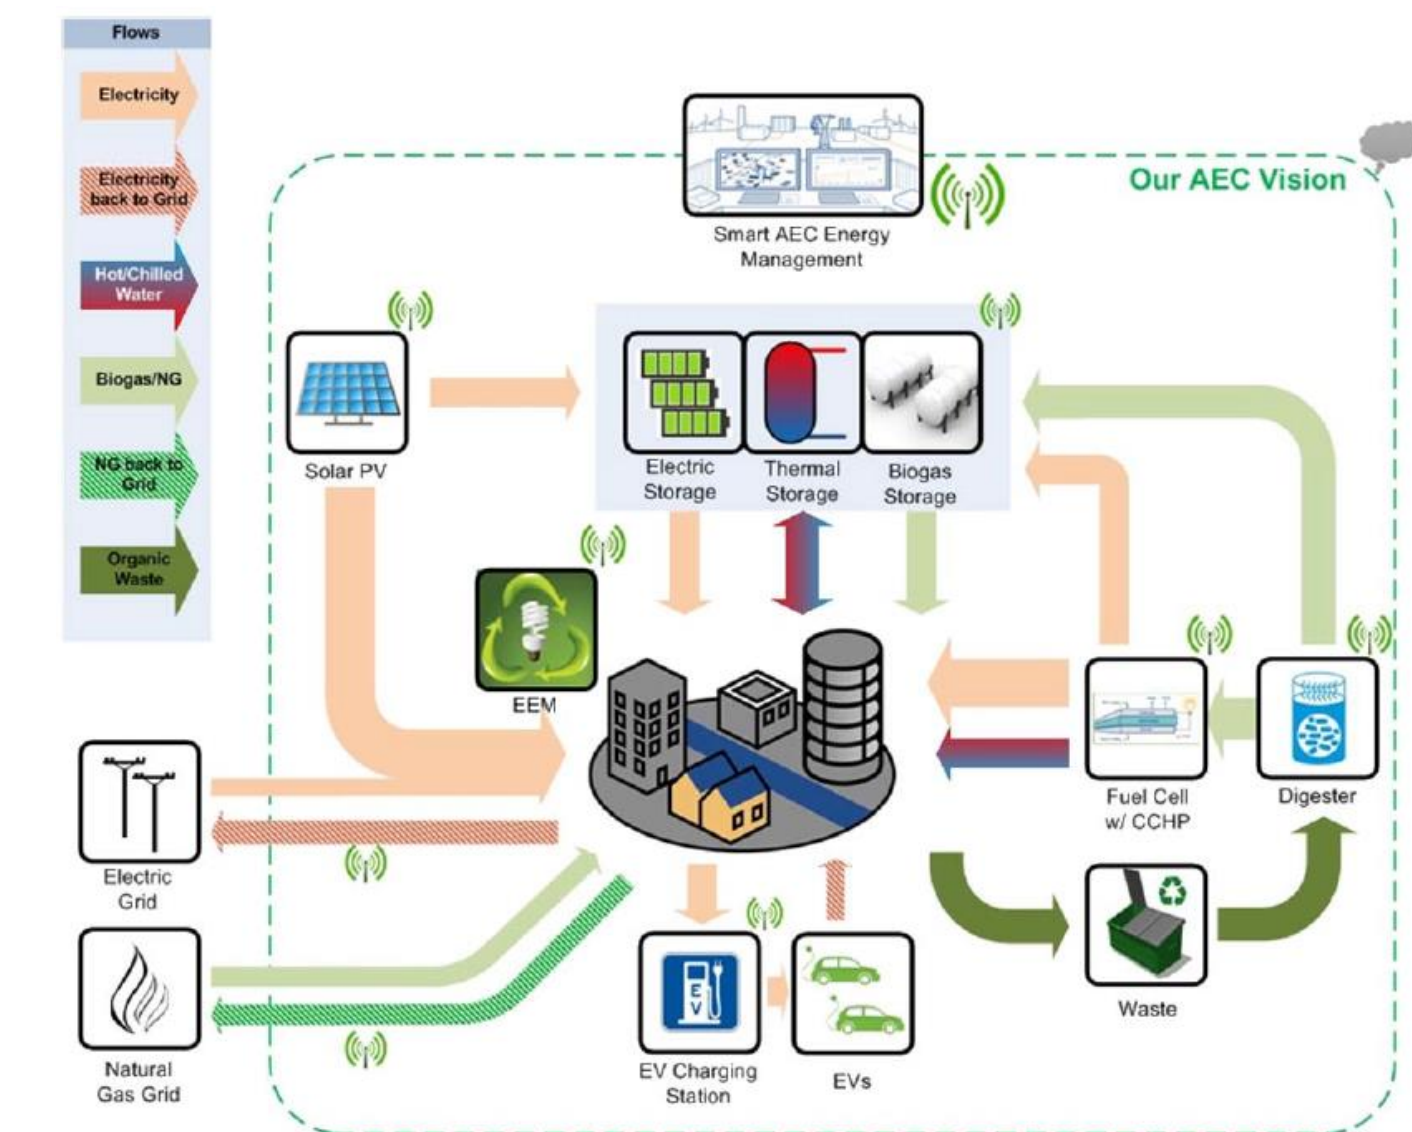 Flows
Electricity
Electricity
back to Grid
Hot/Chilled
Water
Biogas/NG
NG back to
Grid
Organic
Waste
Our AEC Vision
Smart AEC Energy
Management
Solar PV
Electric
Storage
Thermal
Storage
Biogas
Storage
EEM
Fuel Cell
w/ CCHP
Digester
Electric
Grid
Waste
Natural
Gas Grid
EV
EV Charging
Station
EVs